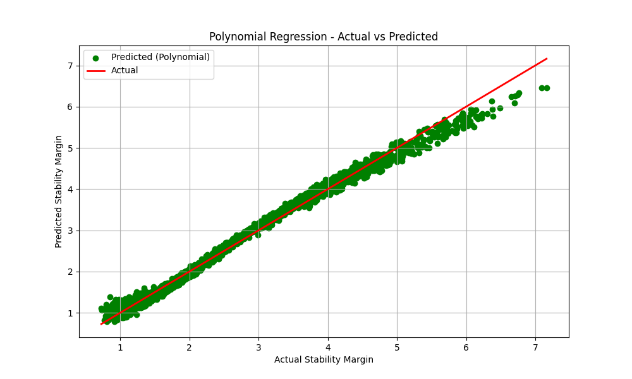 Polynomial Regression - Actual vs Predicted
Predicted (Polynomial)
Actual
Predicted Stability Margin
7
6
5
4
3
2
1
1 2 3 4 5 6 7
Actual Stability Margin